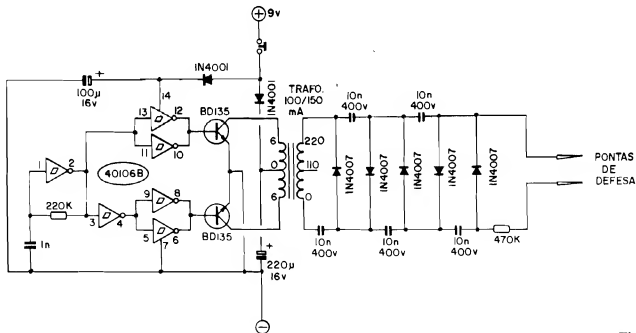 9v
1N4001
1N4001
100µ
16v
14
13
12
11
10
BD135
TRAFO.
100/150
mA
6
0
6
220
110
0
10n
400v
10n
400v
1N4007
1N4007
1N4007
1N4007
1N4007
PONTAS
DE
DEFESA
1
2
40106B
220K
3
4
9
8
5
6
7
BD135
1n
220µ
16v
10n
400v
10n
400v
10n
400v
470K